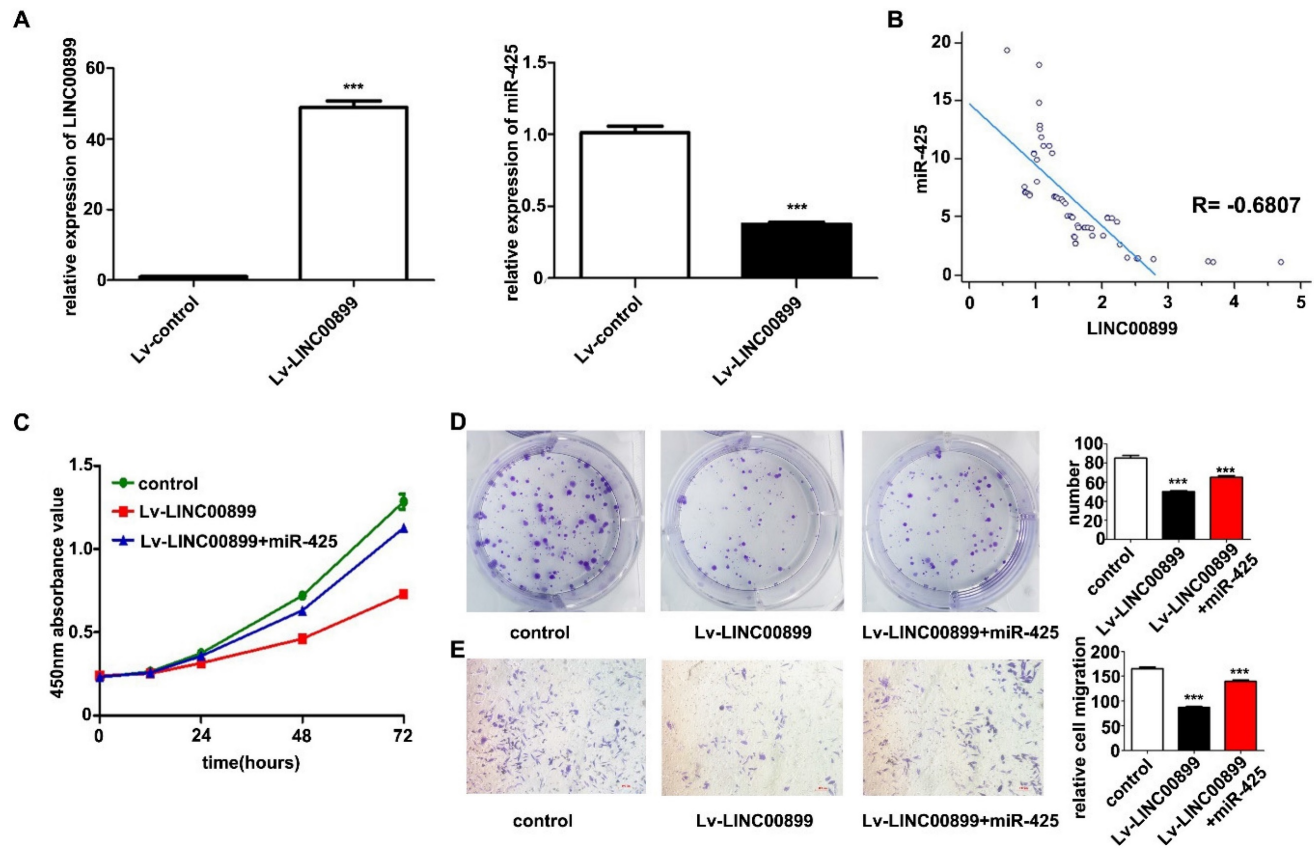 A
relative expression of LINC00899
60
40
20
0
***
Lv-control
Lv-LINC00899
relative expression of miR-425
1.5
1.0
0.5
0
***
Lv-control
Lv-LINC00899
B
miR-425
20
15
10
5
0
R= -0.6807
0
1
2
3
4
5
LINC00899
C
450nm absorbance value
1.5
1.0
0.5
0
control
Lv-LINC00899
Lv-LINC00899+miR-425
0
24
48
72
time(hours)
D
control
Lv-LINC00899
Lv-LINC00899+miR-425
number
100
80
60
40
20
0
***
***
control
Lv-LINC00899
Lv-LINC00899
+miR-425
E
control
Lv-LINC00899
Lv-LINC00899+miR-425
relative cell migration
200
150
100
50
0
***
***
control
Lv-LINC00899
Lv-LINC00899
+miR-425